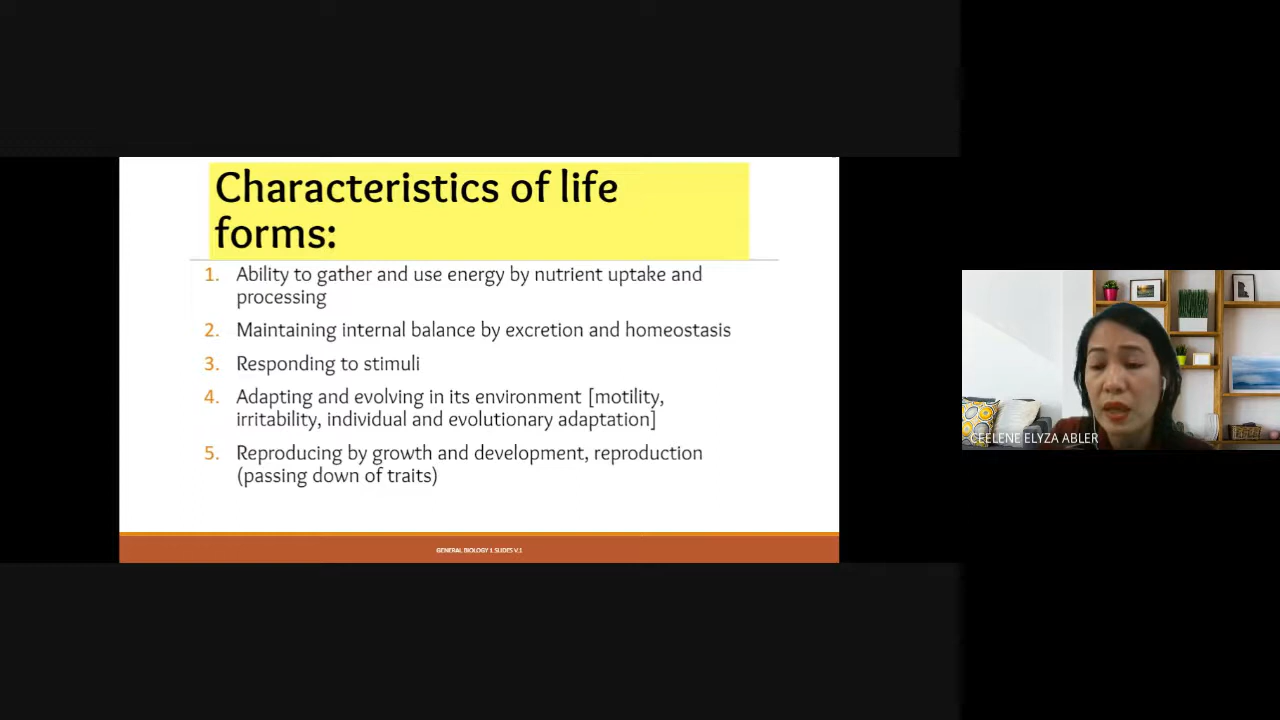 Characteristics of life
forms:
1. Ability to gather and use energy by nutrient uptake and
processing
2. Maintaining internal balance by excretion and homeostasis
3. Responding to stimuli
4. Adapting and evolving in its environment [motility,
irritability, individual and evolutionary adaptation]
5. Reproducing by growth and development, reproduction
(passing down of traits)
GENERAL BIOLOGY 1 SLIDES V.1
CEELENE ELYZA ABLER